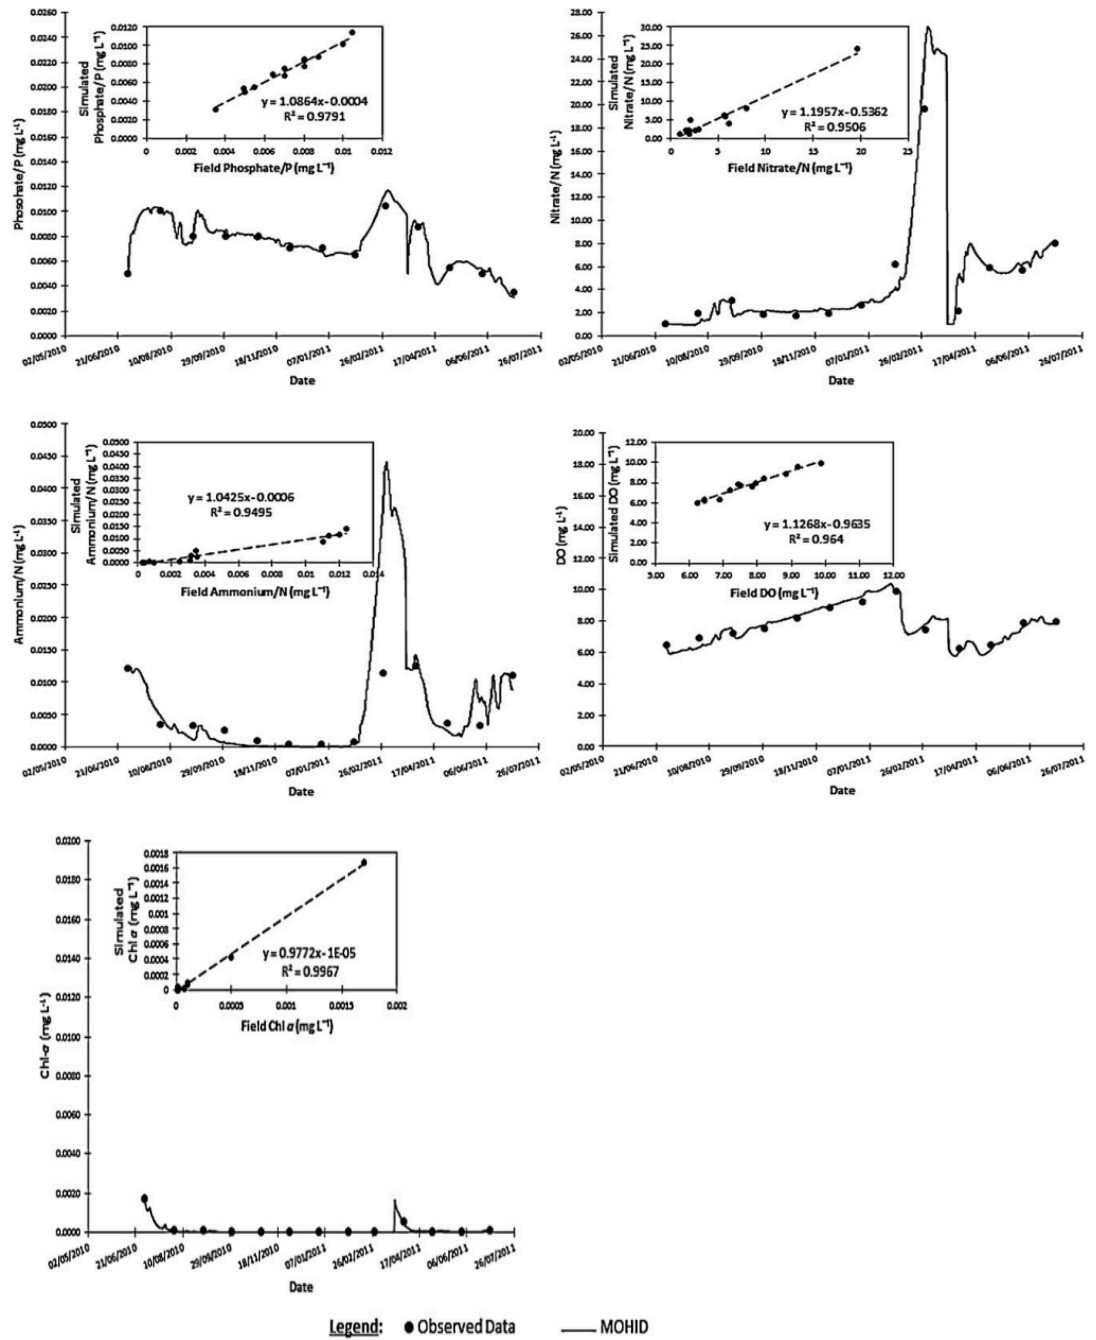 0.0260
0.0240
0.0220
0.0200
0.0180
0.0160
0.0140
0.0120
0.0100
0.0080
0.0060
0.0040
0.0020
0.0000
Phosohate/P (mg L⁻¹)
0.0120
0.0100
0.0080
0.0060
0.0040
0.0020
0.0000
Simulated
Phosphate/P (mg L⁻¹)
y = 1.0864x-0.0004
R² = 0.9791
0 0.002 0.004 0.006 0.008 0.01 0.012
Field Phosphate/P (mg L⁻¹)
02/05/2010 21/06/2010 10/08/2010 29/09/2010 18/11/2010 07/01/2011 26/02/2011 17/04/2011 06/06/2011 26/07/2011
Date
28.00
26.00
24.00
22.00
20.00
18.00
16.00
14.00
12.00
10.00
8.00
6.00
4.00
2.00
0.00
Nitrate/N (mg L⁻¹)
30.00
25.00
20.00
15.00
10.00
5.00
0.00
Simulated
Nitrate/N (mg L⁻¹)
y = 1.1957x-0.5362
R² = 0.9506
0 5 10 15 20 25
Field Nitrate/N (mg L⁻¹)
02/05/2010 21/06/2010 10/08/2010 29/09/2010 18/11/2010 07/01/2011 26/02/2011 17/04/2011 06/06/2011 26/07/2011
Date
0.0500
0.0450
0.0400
0.0350
0.0300
0.0250
0.0200
0.0150
0.0100
0.0050
0.0000
Ammonium/N (mg L⁻¹)
0.0500
0.0450
0.0400
0.0350
0.0300
0.0250
0.0200
0.0150
0.0100
0.0050
0.0000
Simulated
Ammonium/N (mg L⁻¹)
y = 1.0425x-0.0006
R² = 0.9495
0 0.002 0.004 0.006 0.008 0.01 0.012 0.014
Field Ammonium/N (mg L⁻¹)
02/05/2010 21/06/2010 10/08/2010 29/09/2010 18/11/2010 07/01/2011 26/02/2011 17/04/2011 06/06/2011 26/07/2011
Date
20.00
18.00
16.00
14.00
12.00
10.00
8.00
6.00
4.00
2.00
0.00
DO (mg L⁻¹)
12.00
10.00
8.00
6.00
4.00
2.00
0.00
Simulated DO (mg L⁻¹)
y = 1.1268x-0.9635
R² = 0.964
3.00 6.00 7.00 8.00 9.00 10.00 11.00 12.00
Field DO (mg L⁻¹)
02/05/2010 21/06/2010 10/08/2010 29/09/2010 18/11/2010 07/01/2011 26/02/2011 17/04/2011 06/06/2011 26/07/2011
Date
0.0200
0.0180
0.0160
0.0140
0.0120
0.0100
0.0080
0.0060
0.0040
0.0020
0.0000
Chl-α (mg L⁻¹)
0.0018
0.0016
0.0014
0.0012
0.001
0.0008
0.0006
0.0004
0.0002
0
Simulated
Chl α (mg L⁻¹)
y = 0.9772x-1E-05
R² = 0.9967
0 0.0005 0.001 0.0015 0.002
Field Chl α (mg L⁻¹)
02/05/2010 21/06/2010 10/08/2010 29/09/2010 18/11/2010 07/01/2011 26/02/2011 17/04/2011 06/06/2011 26/07/2011
Date
Legend: Observed Data MOHID